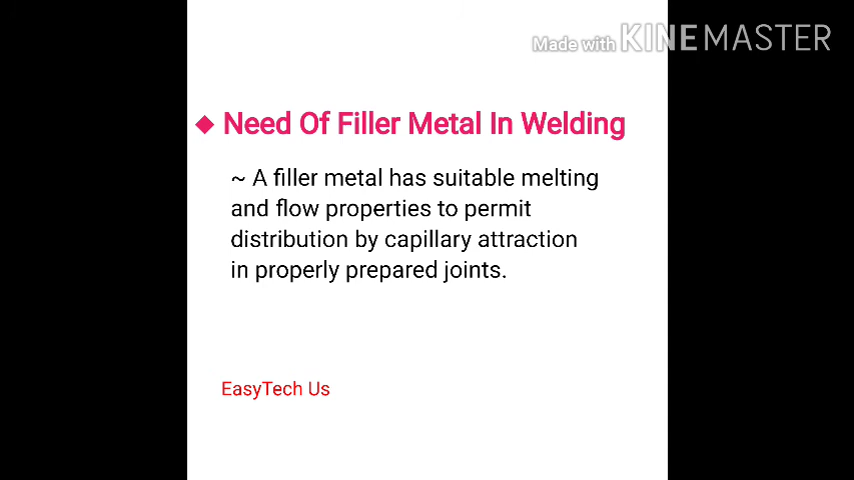 Made with KINEMASTER
◆ Need Of Filler Metal In Welding
~ A filler metal has suitable melting
and flow properties to permit
distribution by capillary attraction
in properly prepared joints.
EasyTech Us